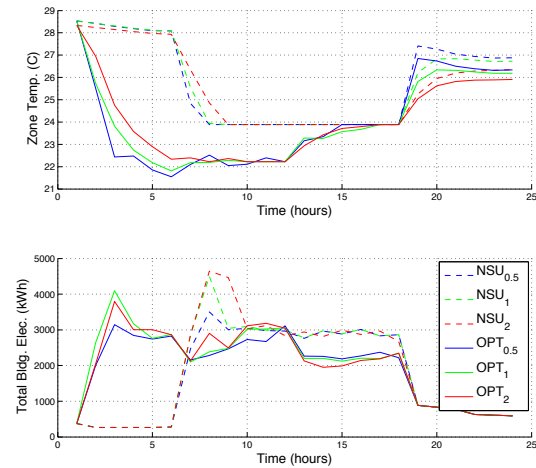 29
28
27
26
25
24
23
22
21
Zone Temp. (C)
0 5 10 15 20 25
Time (hours)
5000
4000
3000
2000
1000
0
Total Bldg. Elec. (kWh)
NSU0.5
NSU1
NSU2
OPT0.5
OPT1
OPT2
0 5 10 15 20 25
Time (hours)